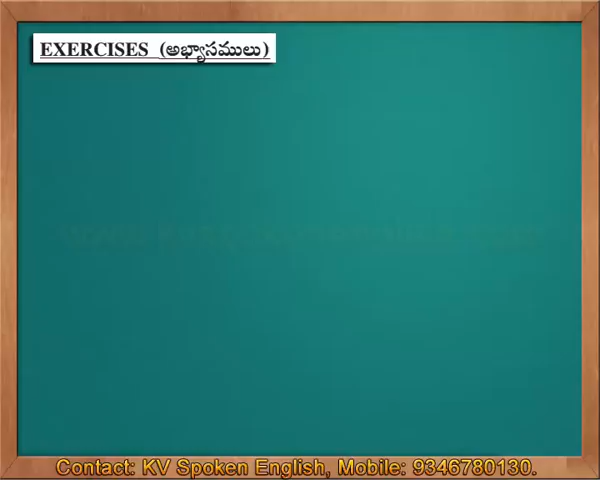 EXERCISES (అభ్యాసములు)
Contact: KV Spoken English, Mobile: 9346780130.